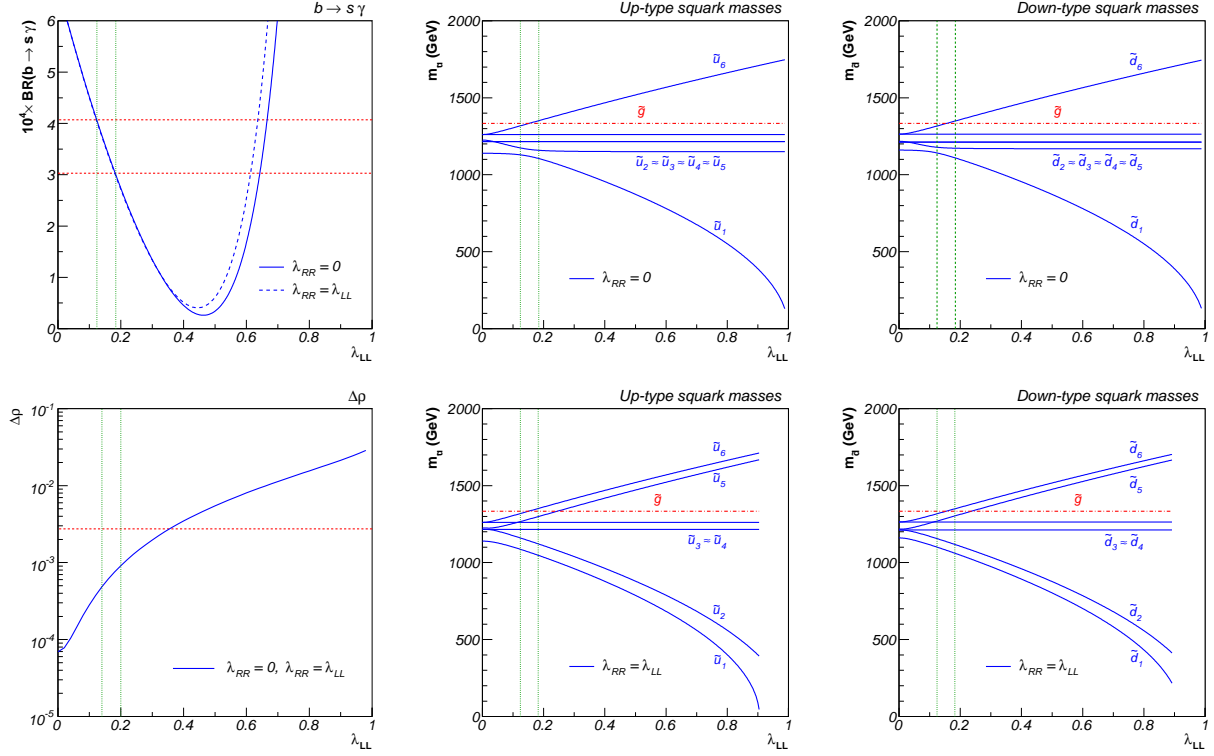 b → s γ
10⁴× BR(b → s γ)
6
5
4
3
2
1
0
λ_RR = 0
λ_RR = λ_LL
0 0.2 0.4 0.6 0.8 1
λ_LL
Up-type squark masses
m_ũ (GeV)
2000
1500
1000
500
0
ũ₆
g̃
ũ₂ ≈ ũ₃ ≈ ũ₄ ≈ ũ₅
ũ₁
λ_RR = 0
0 0.2 0.4 0.6 0.8 1
λ_LL
Down-type squark masses
m_d̃ (GeV)
2000
1500
1000
500
0
d̃₆
g̃
d̃₂ ≈ d̃₃ ≈ d̃₄ ≈ d̃₅
d̃₁
λ_RR = 0
0 0.2 0.4 0.6 0.8 1
λ_LL
Δρ
Δρ
10⁻¹
10⁻²
10⁻³
10⁻⁴
10⁻⁵
λ_RR = 0, λ_RR = λ_LL
0 0.2 0.4 0.6 0.8 1
λ_LL
Up-type squark masses
m_ũ (GeV)
2000
1500
1000
500
0
ũ₆
ũ₅
g̃
ũ₃ ≈ ũ₄
ũ₂
ũ₁
λ_RR = λ_LL
0 0.2 0.4 0.6 0.8 1
λ_LL
Down-type squark masses
m_d̃ (GeV)
2000
1500
1000
500
0
d̃₆
d̃₅
g̃
d̃₃ ≈ d̃₄
d̃₂
d̃₁
λ_RR = λ_LL
0 0.2 0.4 0.6 0.8 1
λ_LL